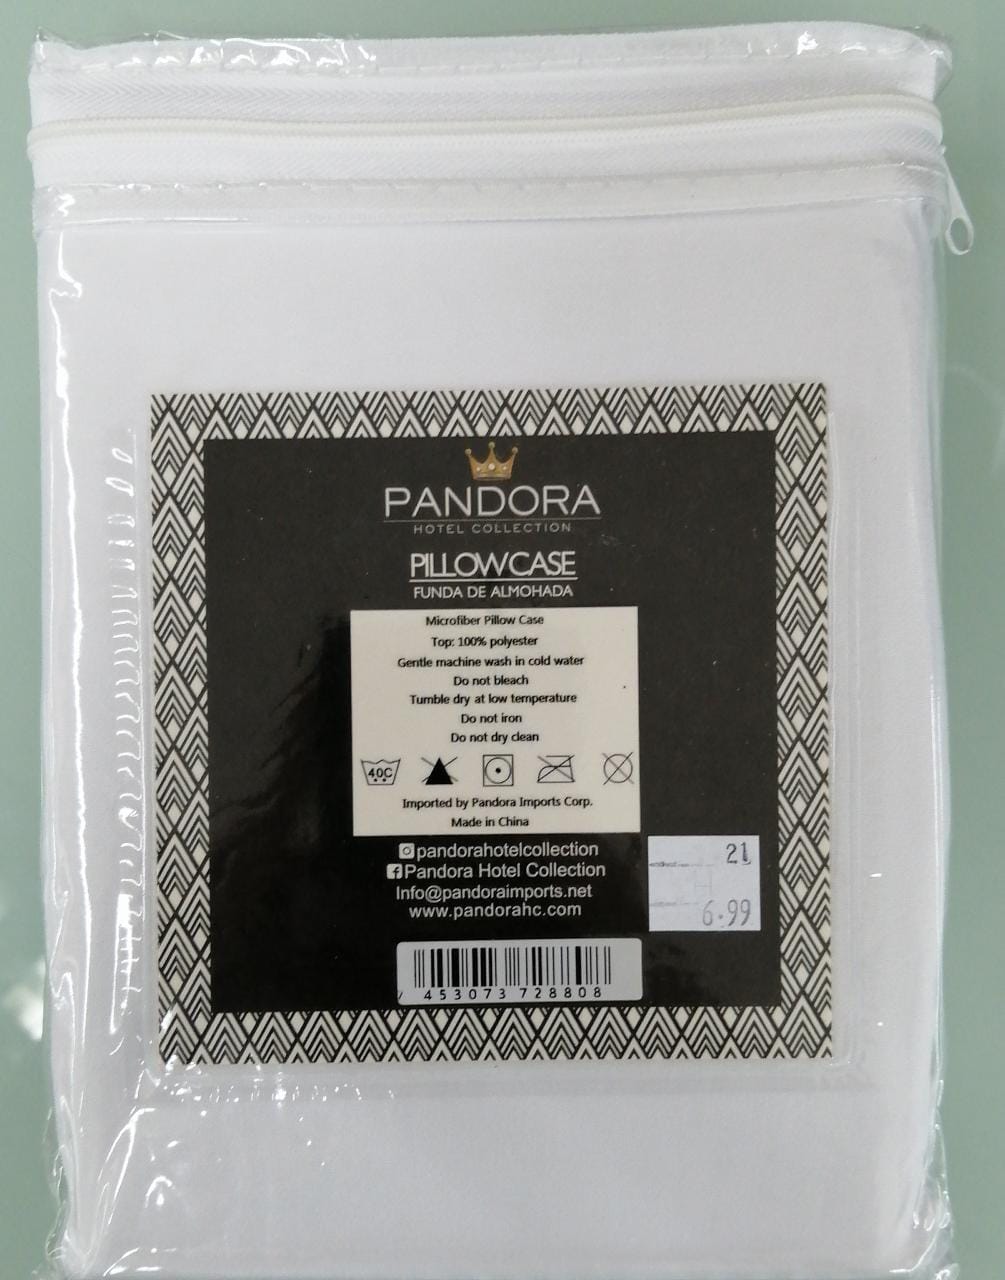 PANDORA
HOTEL COLLECTION
PILLOWCASE
FUNDA DE ALMOHADA
Microfiber Pillow Case
Top: 100% polyester
Gentle machine wash in cold water
Do not bleach
Tumble dry at low temperature
Do not iron
Do not dry clean
40C
Imported by Pandora Imports Corp.
Made in China
pandorahotelcollection
Pandora Hotel Collection
Info@pandoraimports.net
www.pandorahc.com
21
H
6.99
7 453073 728808